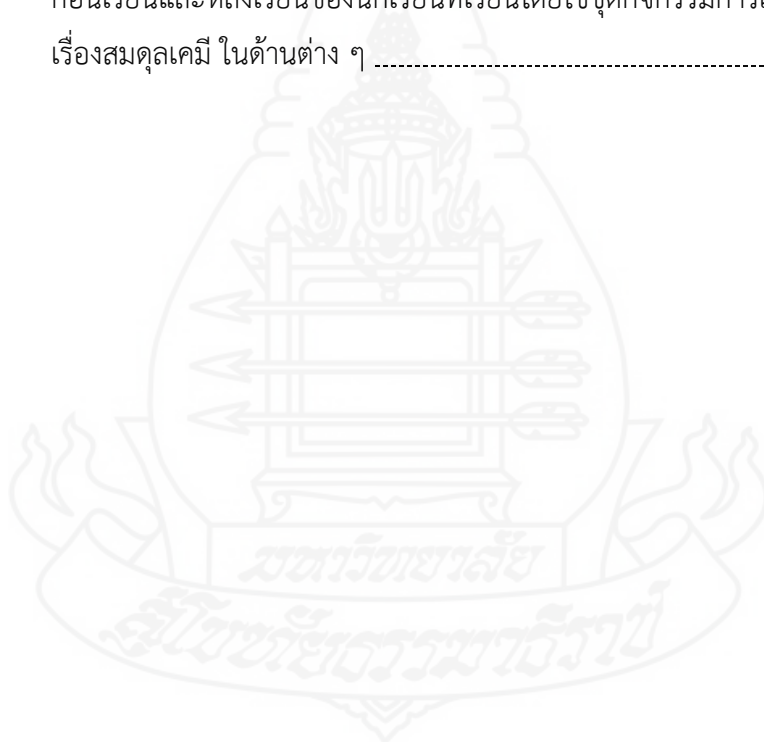 ก่อนเรียนและหลังเรียนของนักเรียนที่เรียนโดยใช้ชุดกิจกรรมการเ
เรื่องสมดุลเคมี ในด้านต่าง ๆ
มหาวิทยาลัย
สุโขทัยธรรมาธิราช